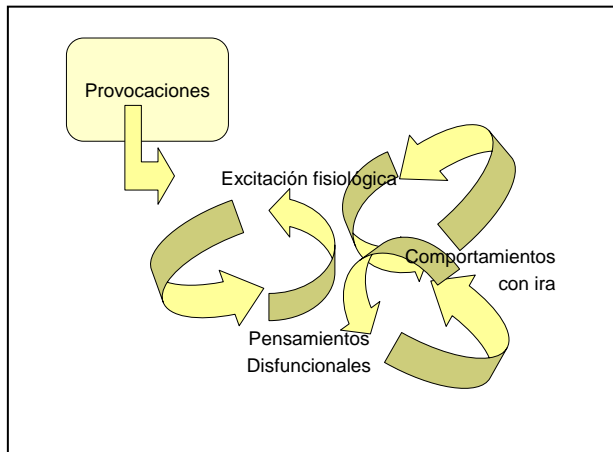 Provocaciones
Excitación fisiológica
Comportamientos
con ira
Pensamientos
Disfuncionales